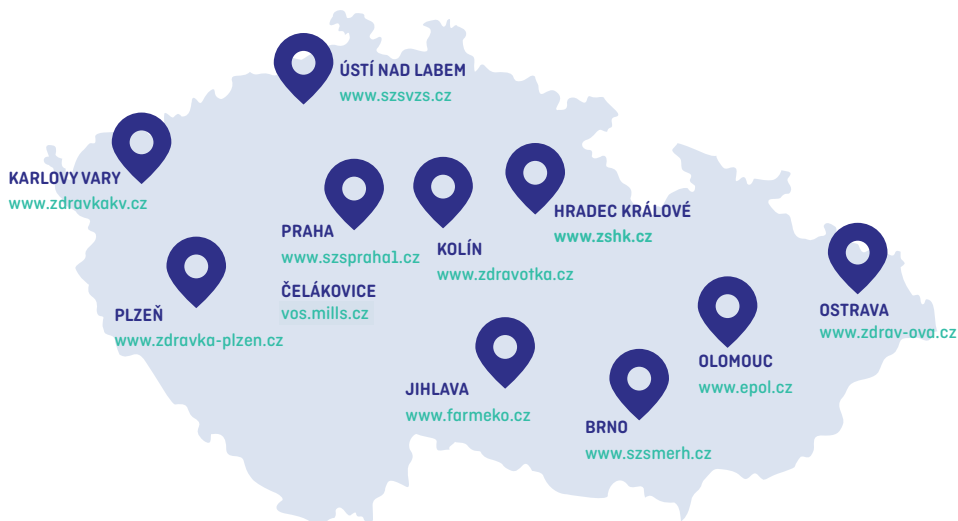 ÚSTÍ NAD LABEM
www.szsvzs.cz
KARLOVY VARY
www.zdravkakv.cz
PRAHA
www.szspraha1.cz
ČELÁKOVICE
vos.mills.cz
KOLÍN
www.zdravotka.cz
HRADEC KRÁLOVÉ
www.zshk.cz
PLZEŇ
www.zdravka-plzen.cz
OSTRAVA
www.zdrav-ova.cz
OLOMOUC
www.epol.cz
JIHLAVA
www.farmeko.cz
BRNO
www.szsmerh.cz